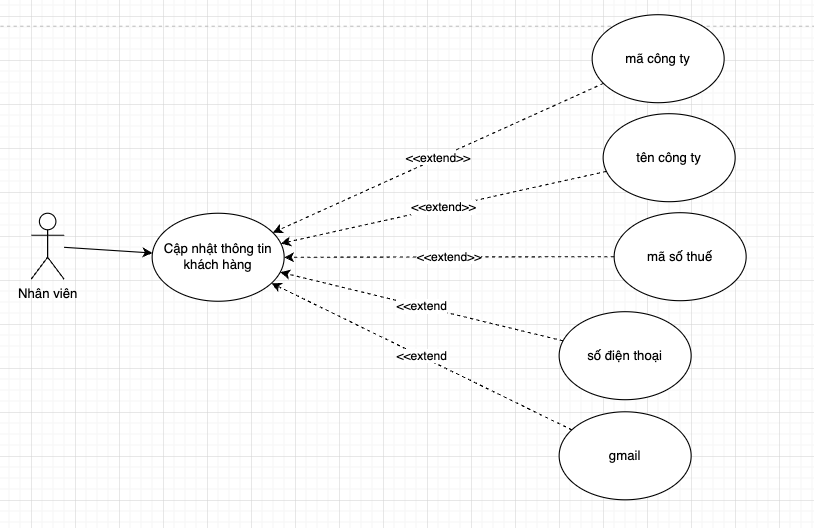 mã công ty
<<extend>>
tên công ty
<<extend>>
Cập nhật thông tin
khách hàng
<<extend>>
mã số thuế
Nhân viên
<<extend
số điện thoại
<<extend
gmail